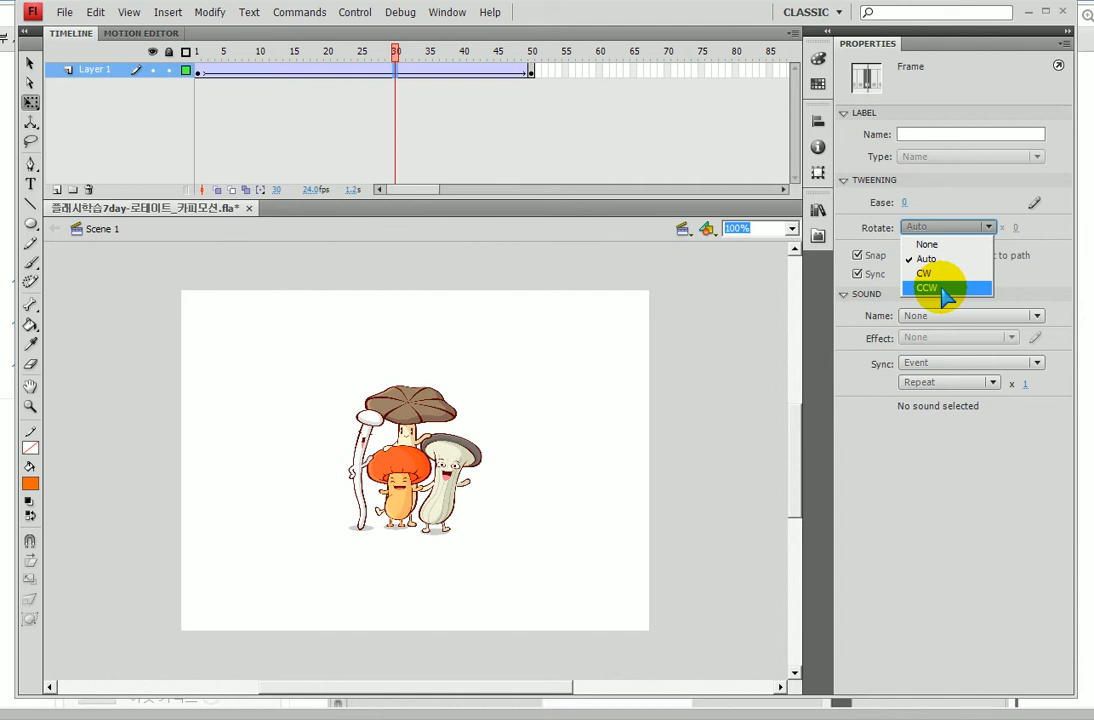 Fl File Edit View Insert Modify Text Commands Control Debug Window Help CLASSIC
TIMELINE MOTION EDITOR
1 5 10 15 20 25 30 35 40 45 50 55 60 65 70 75 80 85
Layer 1
30 24.0fps 1.2s
플래시학습7day-로테이트_카피모션.fla*
Scene 1
100%
PROPERTIES
Frame
LABEL
Name:
Type: Name
TWEENING
Ease: 0
Rotate: Auto x 0
None
Auto
CW
CCW
Snap t to path
Sync
SOUND
Name: None
Effect: None
Sync: Event
Repeat x 1
No sound selected